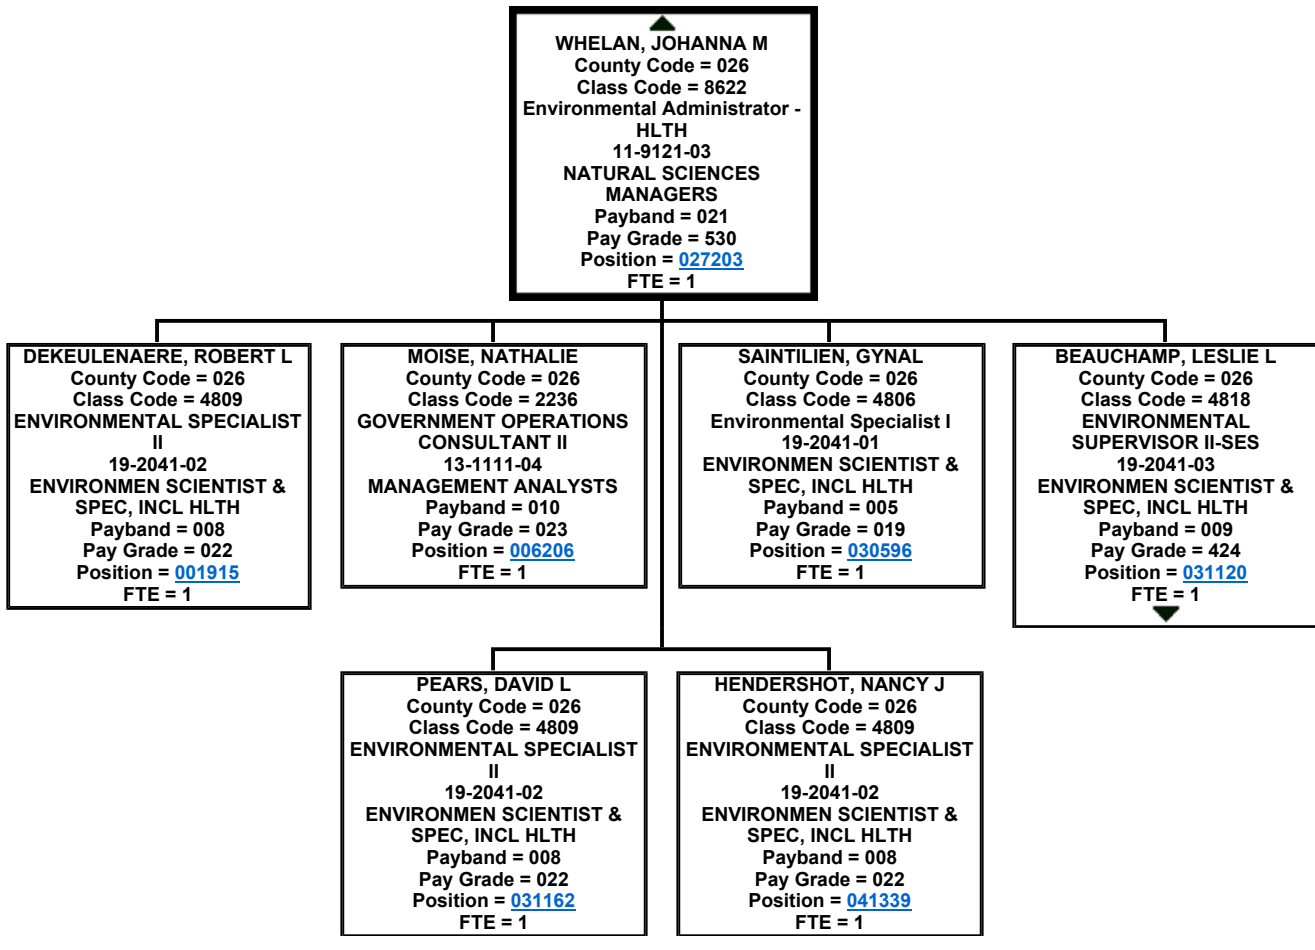 WHELAN, JOHANNA M
County Code = 026
Class Code = 8622
Environmental Administrator -
HLTH
11-9121-03
NATURAL SCIENCES
MANAGERS
Payband = 021
Pay Grade = 530
Position = 027203
FTE = 1
DEKEULENAERE, ROBERT L
County Code = 026
Class Code = 4809
ENVIRONMENTAL SPECIALIST
II
19-2041-02
ENVIRONMEN SCIENTIST &
SPEC, INCL HLTH
Payband = 008
Pay Grade = 022
Position = 001915
FTE = 1
MOISE, NATHALIE
County Code = 026
Class Code = 2236
GOVERNMENT OPERATIONS
CONSULTANT II
13-1111-04
MANAGEMENT ANALYSTS
Payband = 010
Pay Grade = 023
Position = 006206
FTE = 1
SAINTILIEN, GYNAL
County Code = 026
Class Code = 4806
Environmental Specialist I
19-2041-01
ENVIRONMEN SCIENTIST &
SPEC, INCL HLTH
Payband = 005
Pay Grade = 019
Position = 030596
FTE = 1
BEAUCHAMP, LESLIE L
County Code = 026
Class Code = 4818
ENVIRONMENTAL
SUPERVISOR II-SES
19-2041-03
ENVIRONMEN SCIENTIST &
SPEC, INCL HLTH
Payband = 009
Pay Grade = 424
Position = 031120
FTE = 1
PEARS, DAVID L
County Code = 026
Class Code = 4809
ENVIRONMENTAL SPECIALIST
II
19-2041-02
ENVIRONMEN SCIENTIST &
SPEC, INCL HLTH
Payband = 008
Pay Grade = 022
Position = 031162
FTE = 1
HENDERSHOT, NANCY J
County Code = 026
Class Code = 4809
ENVIRONMENTAL SPECIALIST
II
19-2041-02
ENVIRONMEN SCIENTIST &
SPEC, INCL HLTH
Payband = 008
Pay Grade = 022
Position = 041339
FTE = 1